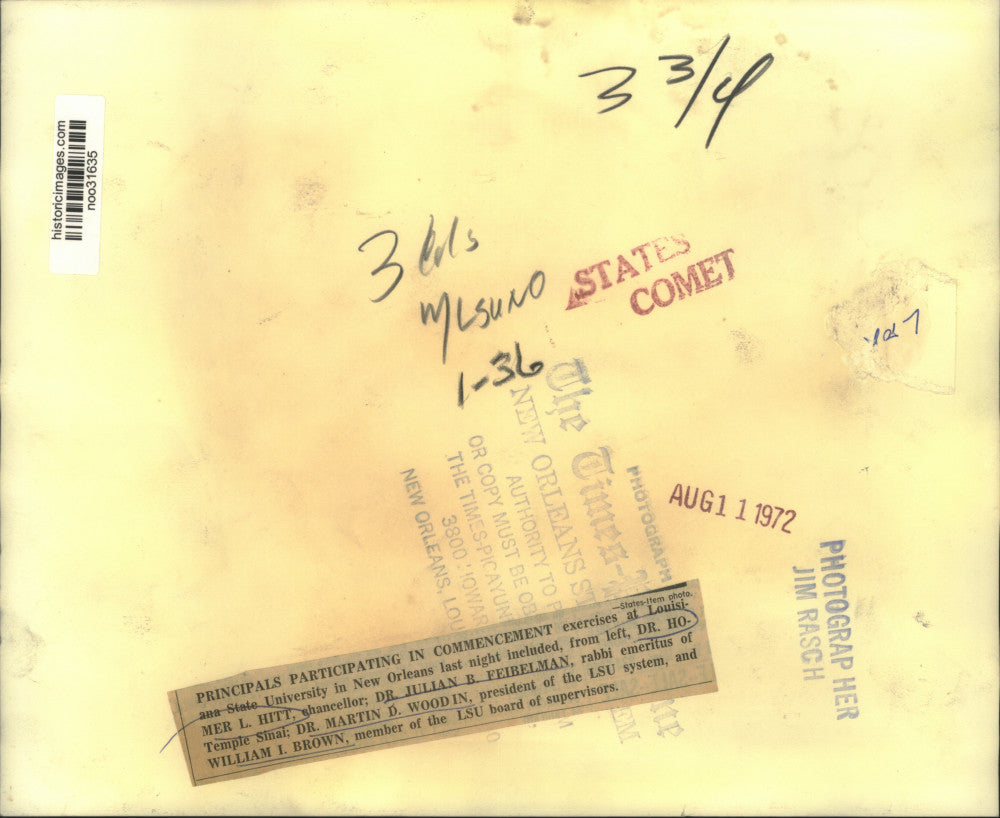 historicimages.com
noo31635
3 3/4
3 cols
MLSUNO
1-36
STATES
COMET
The Times-
NEW ORLEANS
AUTHORITY TO
OR COPY MUST BE OB
THE TIMES-PICAYUN
3800 HOWAR
NEW ORLEANS, LOU
PHOTOGRAPH
AUG 11 1972
PHOTOGRAPHER
JIM RASCH
—States-Item photo.
PRINCIPALS PARTICIPATING IN COMMENCEMENT exercises at Louisi-
ana State University in New Orleans last night included, from left, DR. HO-
MER L. HITT, chancellor; DR. JULIAN B. FEIBELMAN, rabbi emeritus of
Temple Sinai; DR. MARTIN D. WOODIN, president of the LSU system, and
WILLIAM I. BROWN, member of the LSU board of supervisors.